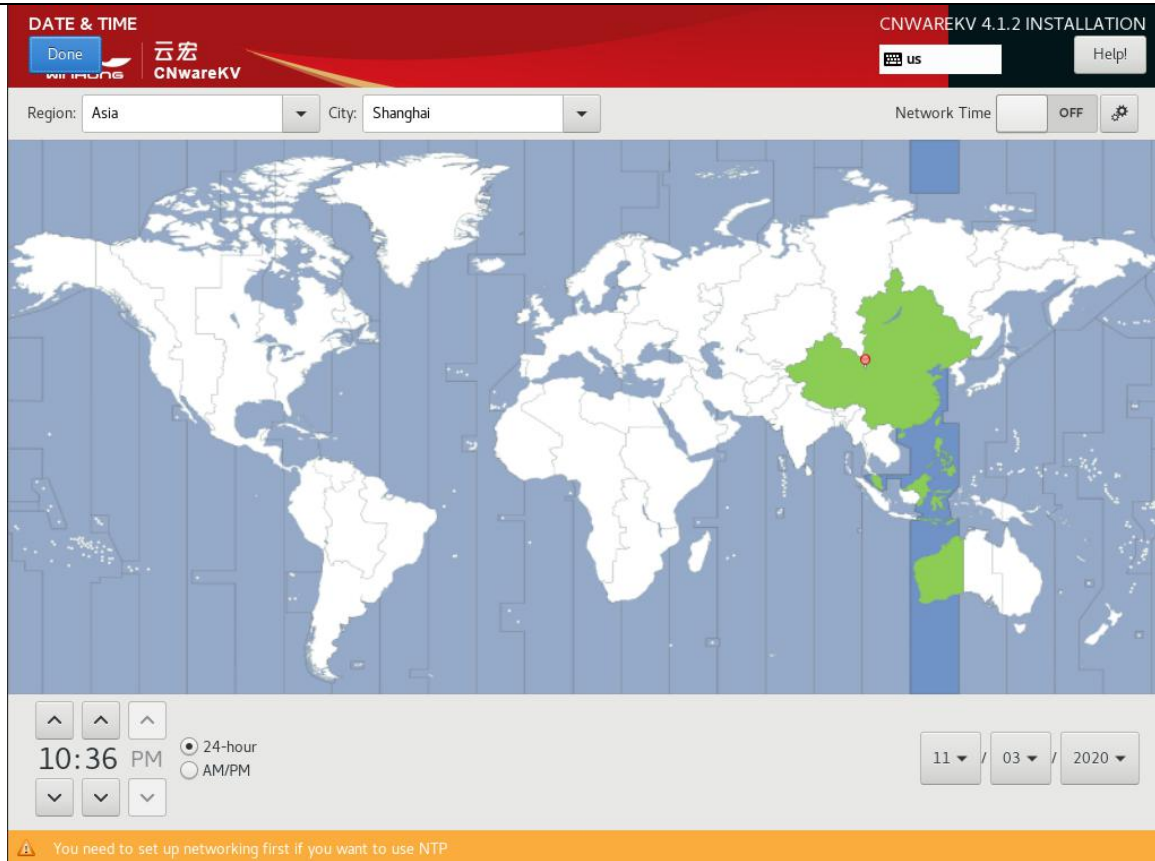 DATE & TIME
CNWAREKV 4.1.2 INSTALLATION
Done
云宏
CNwareKV
us
Help!
Region: Asia City: Shanghai Network Time OFF
10:36 PM
24-hour
AM/PM
11 / 03 / 2020
You need to set up networking first if you want to use NTP